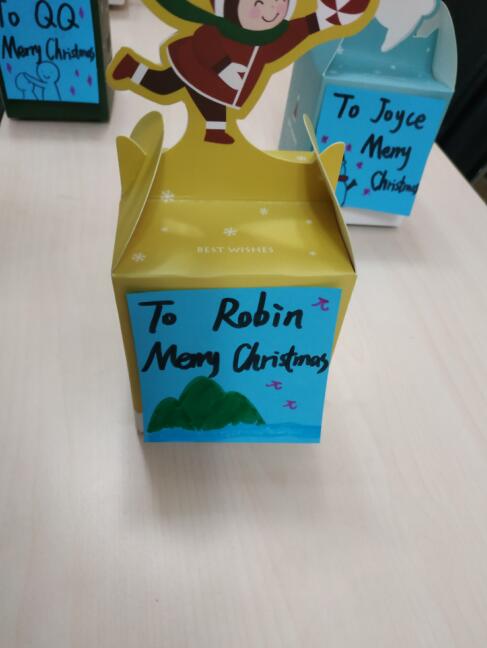 To QQ
Merry Christmas
To Joyce
Merry
Christmas
BEST WISHES
To Robin
Merry Christmas